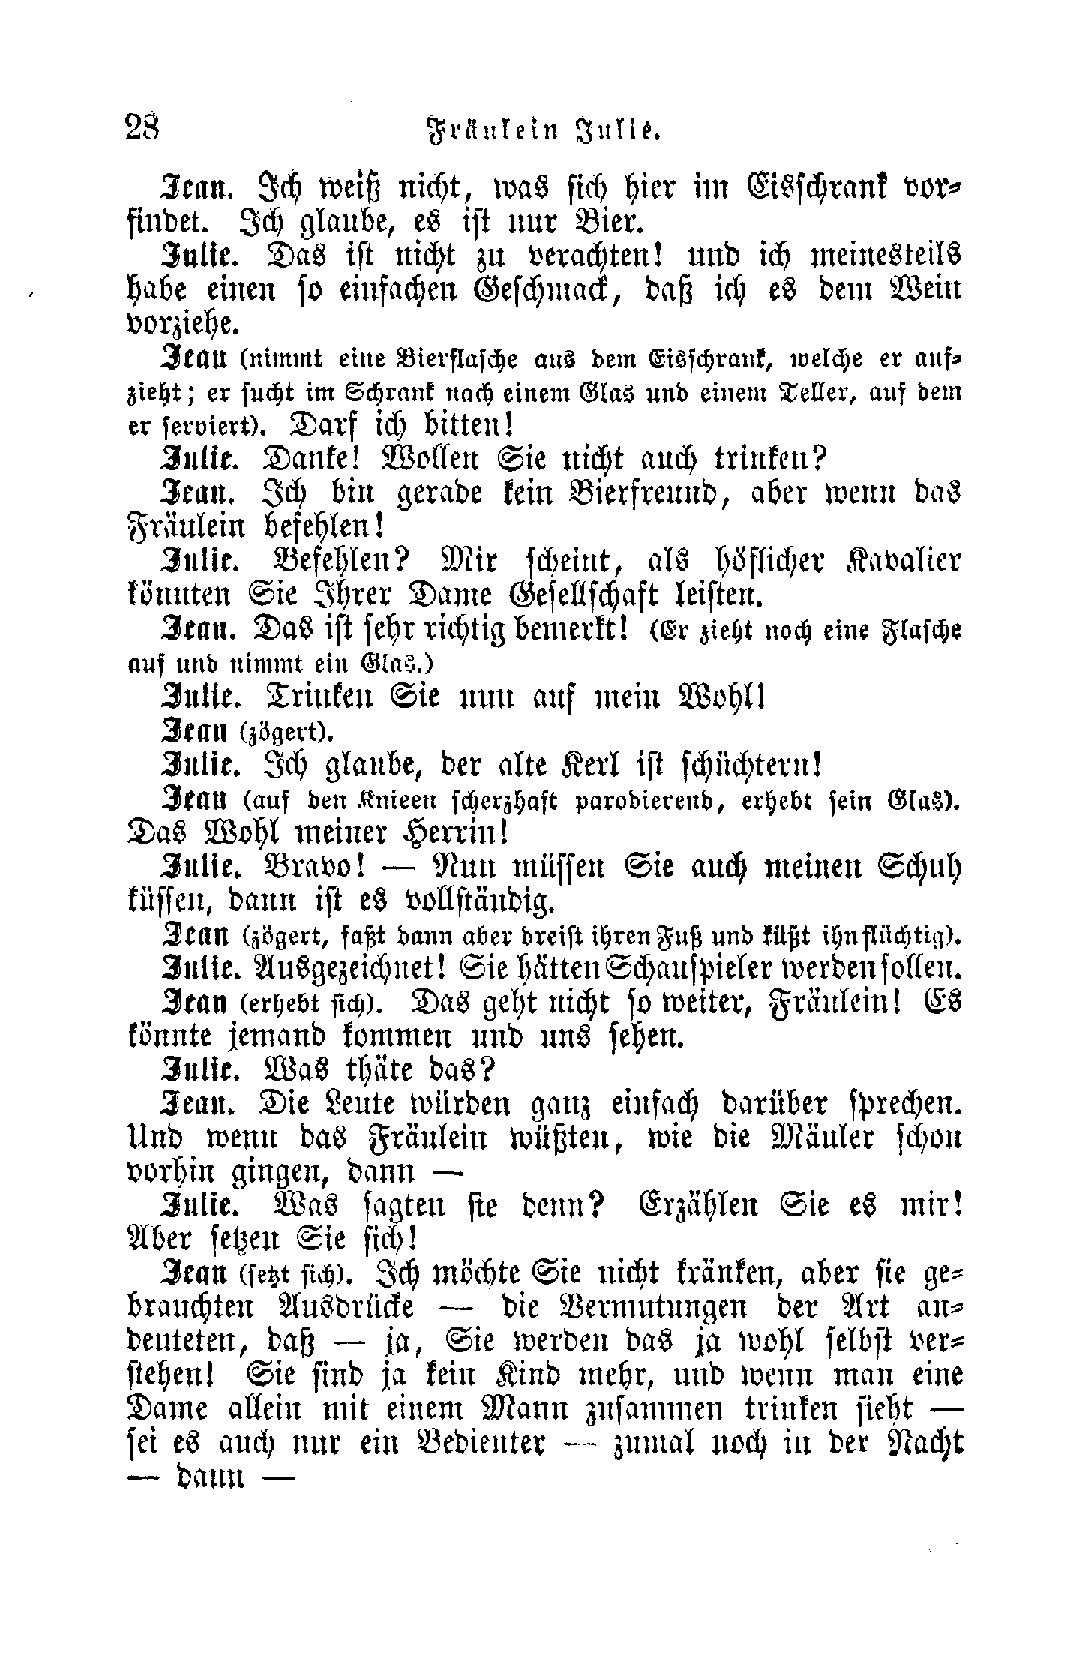 28 Fräulein Julie.
Jean. Ich weiß nicht, was sich hier im Eisschrank vor-
findet. Ich glaube, es ist nur Bier.
Julie. Das ist nicht zu verachten! und ich meinesteils
habe einen so einfachen Geschmack, daß ich es dem Wein
vorziehe.
Jean (nimmt eine Bierflasche aus dem Eisschrank, welche er auf-
zieht; er sucht im Schrank nach einem Glas und einem Teller, auf dem
er serviert). Darf ich bitten!
Julie. Danke! Wollen Sie nicht auch trinken?
Jean. Ich bin gerade kein Bierfreund, aber wenn das
Fräulein befehlen!
Julie. Befehlen? Mir scheint, als höflicher Kavalier
könnten Sie Ihrer Dame Gesellschaft leisten.
Jean. Das ist sehr richtig bemerkt! (Er zieht noch eine Flasche
auf und nimmt ein Glas.)
Julie. Trinken Sie nun auf mein Wohl!
Jean (zögert).
Julie. Ich glaube, der alte Kerl ist schüchtern!
Jean (auf den Knieen scherzhaft parodierend, erhebt sein Glas).
Das Wohl meiner Herrin!
Julie. Bravo! — Nun müssen Sie auch meinen Schuh
küssen, dann ist es vollständig.
Jean (zögert, faßt dann aber dreist ihren Fuß und küßt ihn flüchtig).
Julie. Ausgezeichnet! Sie hätten Schauspieler werden sollen.
Jean (erhebt sich). Das geht nicht so weiter, Fräulein! Es
könnte jemand kommen und uns sehen.
Julie. Was thäte das?
Jean. Die Leute würden ganz einfach darüber sprechen.
Und wenn das Fräulein wüßten, wie die Mäuler schon
vorhin gingen, dann —
Julie. Was sagten sie denn? Erzählen Sie es mir!
Aber setzen Sie sich!
Jean (setzt sich). Ich möchte Sie nicht kränken, aber sie ge-
brauchten Ausdrücke — die Vermutungen der Art an-
deuteten, daß — ja, Sie werden das ja wohl selbst ver-
stehen! Sie sind ja kein Kind mehr, und wenn man eine
Dame allein mit einem Mann zusammen trinken sieht —
sei es auch nur ein Bedienter — zumal noch in der Nacht
— dann —